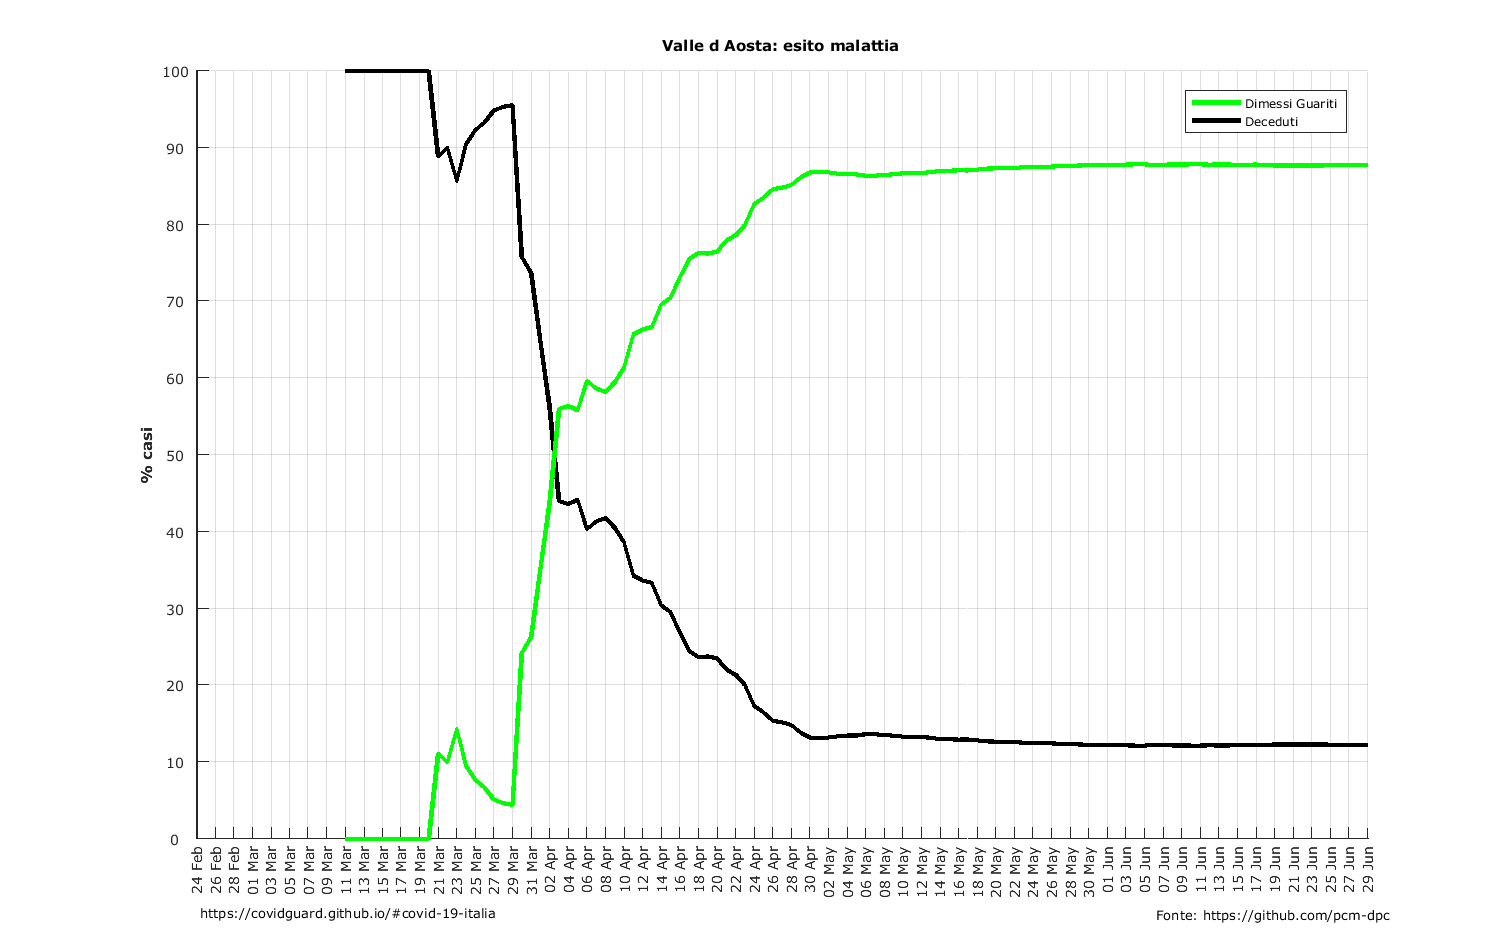 Valle d Aosta: esito malattia
Dimessi Guariti
Deceduti
% casi
100
90
80
70
60
50
40
30
20
10
0
24 Feb
26 Feb
28 Feb
01 Mar
03 Mar
05 Mar
07 Mar
09 Mar
11 Mar
13 Mar
15 Mar
17 Mar
19 Mar
21 Mar
23 Mar
25 Mar
27 Mar
29 Mar
31 Mar
02 Apr
04 Apr
06 Apr
08 Apr
10 Apr
12 Apr
14 Apr
16 Apr
18 Apr
20 Apr
22 Apr
24 Apr
26 Apr
28 Apr
30 Apr
02 May
04 May
06 May
08 May
10 May
12 May
14 May
16 May
18 May
20 May
22 May
24 May
26 May
28 May
30 May
01 Jun
03 Jun
05 Jun
07 Jun
09 Jun
11 Jun
13 Jun
15 Jun
17 Jun
19 Jun
21 Jun
23 Jun
25 Jun
27 Jun
29 Jun
https://covidguard.github.io/#covid-19-italia
Fonte: https://github.com/pcm-dpc